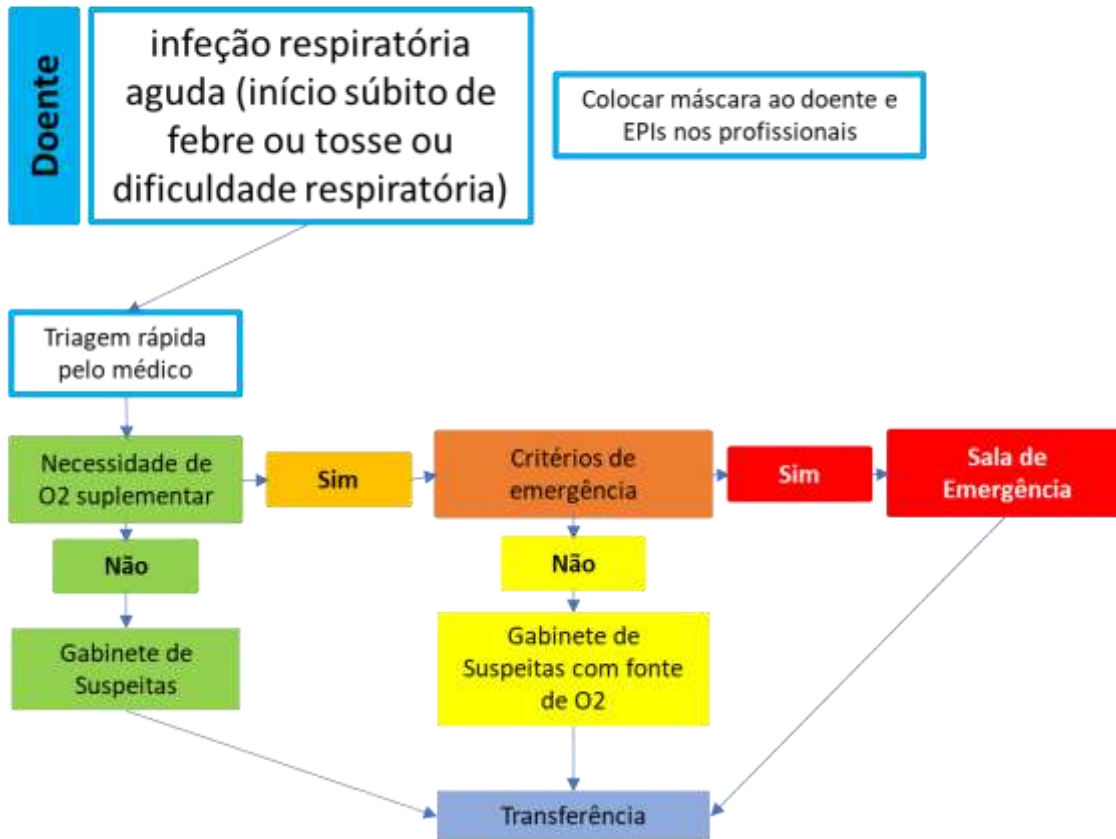 Doente
infeção respiratória
aguda (início súbito de
febre ou tosse ou
dificuldade respiratória)
Colocar máscara ao doente e
EPIs nos profissionais
Triagem rápida
pelo médico
Necessidade de
O2 suplementar
Sim
Critérios de
emergência
Sim
Sala de
Emergência
Não
Não
Gabinete de
Suspeitas
Gabinete de
Suspeitas com fonte
de O2
Transferência